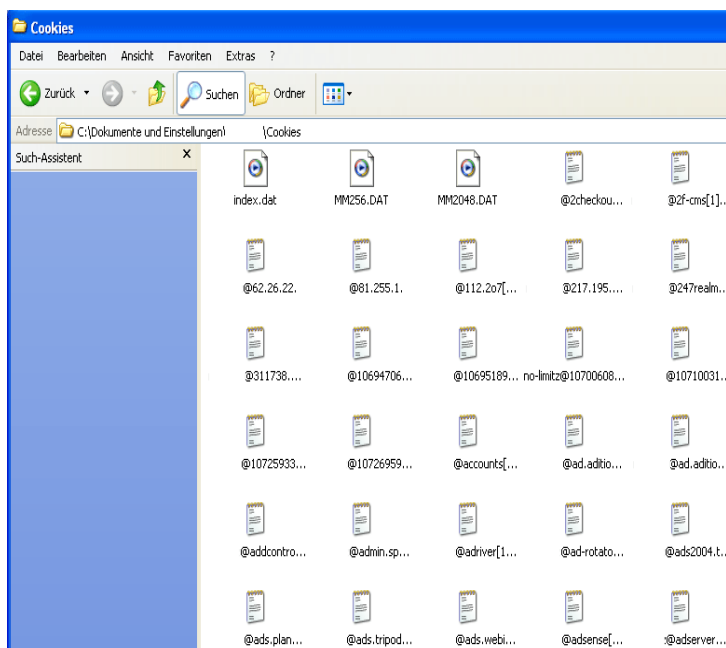 Cookies
Datei Bearbeiten Ansicht Favoriten Extras ?
Zurück Suchen Ordner
Adresse C:\Dokumente und Einstellungen\ \Cookies
Such-Assistent X
index.dat MM256.DAT MM2048.DAT @2checkou... @2f-cms[1]..
@62.26.22. @81.255.1. @112.2o7[... @217.195.... @247realm..
@311738.... @10694706... @10695189... no-limitz@10700608... @10710031..
@10725933... @10726959... @accounts[... @ad.aditio... @ad.aditio..
@addcontro... @admin.sp... @adriver[1... @ad-rotato... @ads2004.t..
@ads.plan... @ads.tripod... @ads.webi... @adsense[... @adserver...